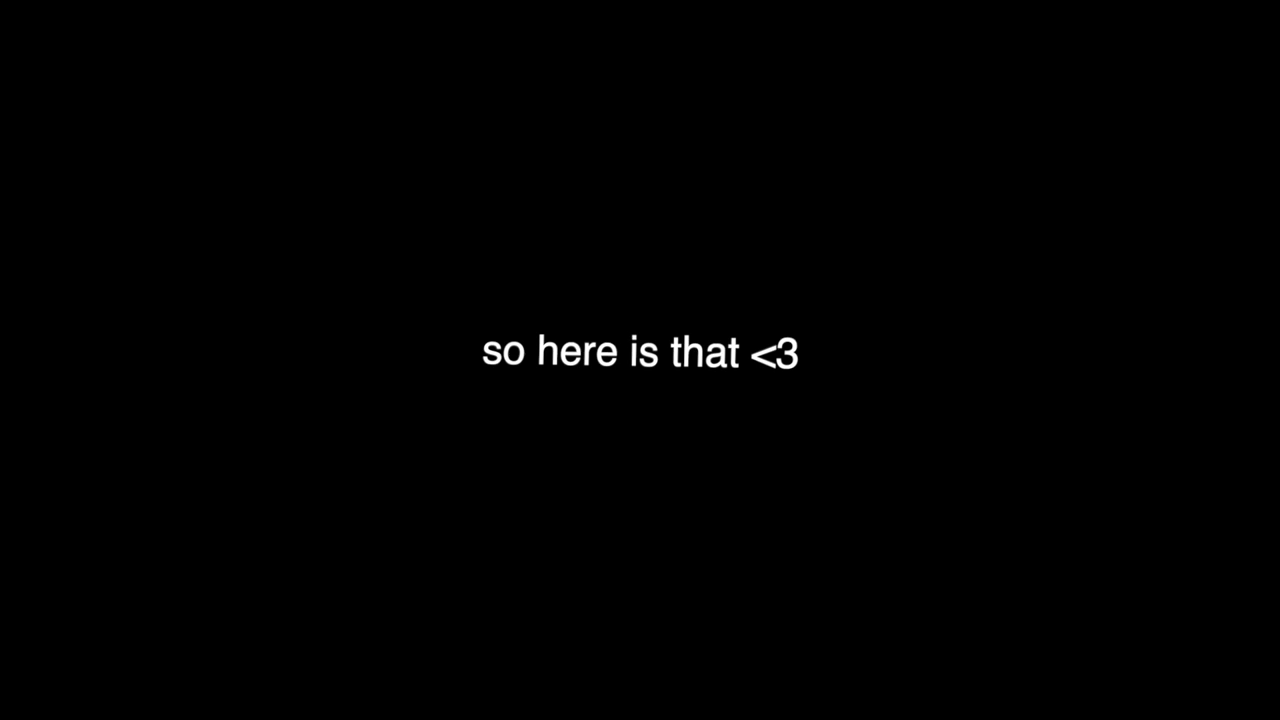 so here is that <3